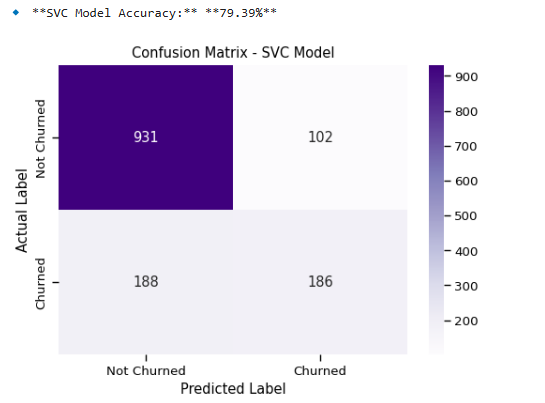 ◆ **SVC Model Accuracy:** **79.39%**
Confusion Matrix - SVC Model
Actual Label
Not Churned
Churned
931
102
188
186
900
800
700
600
500
400
300
200
Not Churned
Churned
Predicted Label